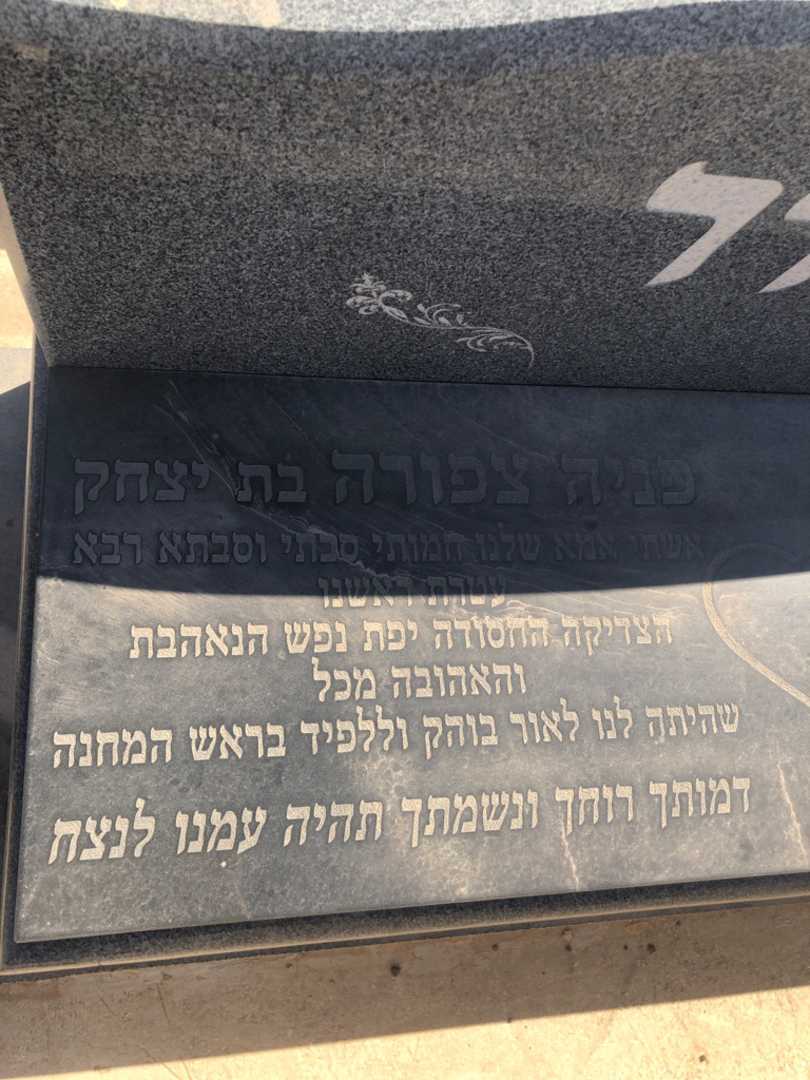 פניה צפורה בת יצחק
אשתי אמא שלנו חמותי סבתי וסבתא רבא
עטרת ראשנו
הצדיקה החסודה יפת נפש הנאהבת
והאהובה מכל
שהיתה לנו לאור בוהק וללפיד בראש המחנה
דמותך רוחך ונשמתך תהיה עמנו לנצח